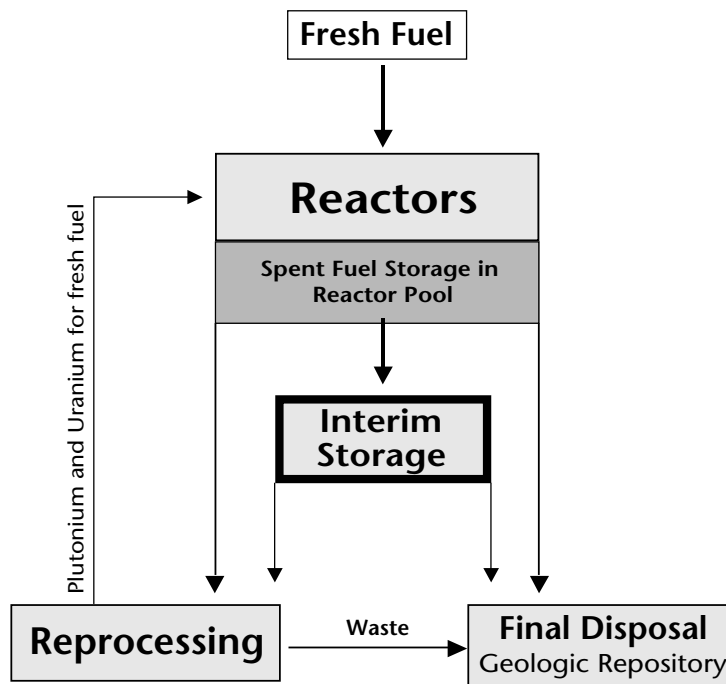 Fresh Fuel
Reactors
Spent Fuel Storage in
Reactor Pool
Plutonium and Uranium for fresh fuel
Interim
Storage
Reprocessing
Waste
Final Disposal
Geologic Repository